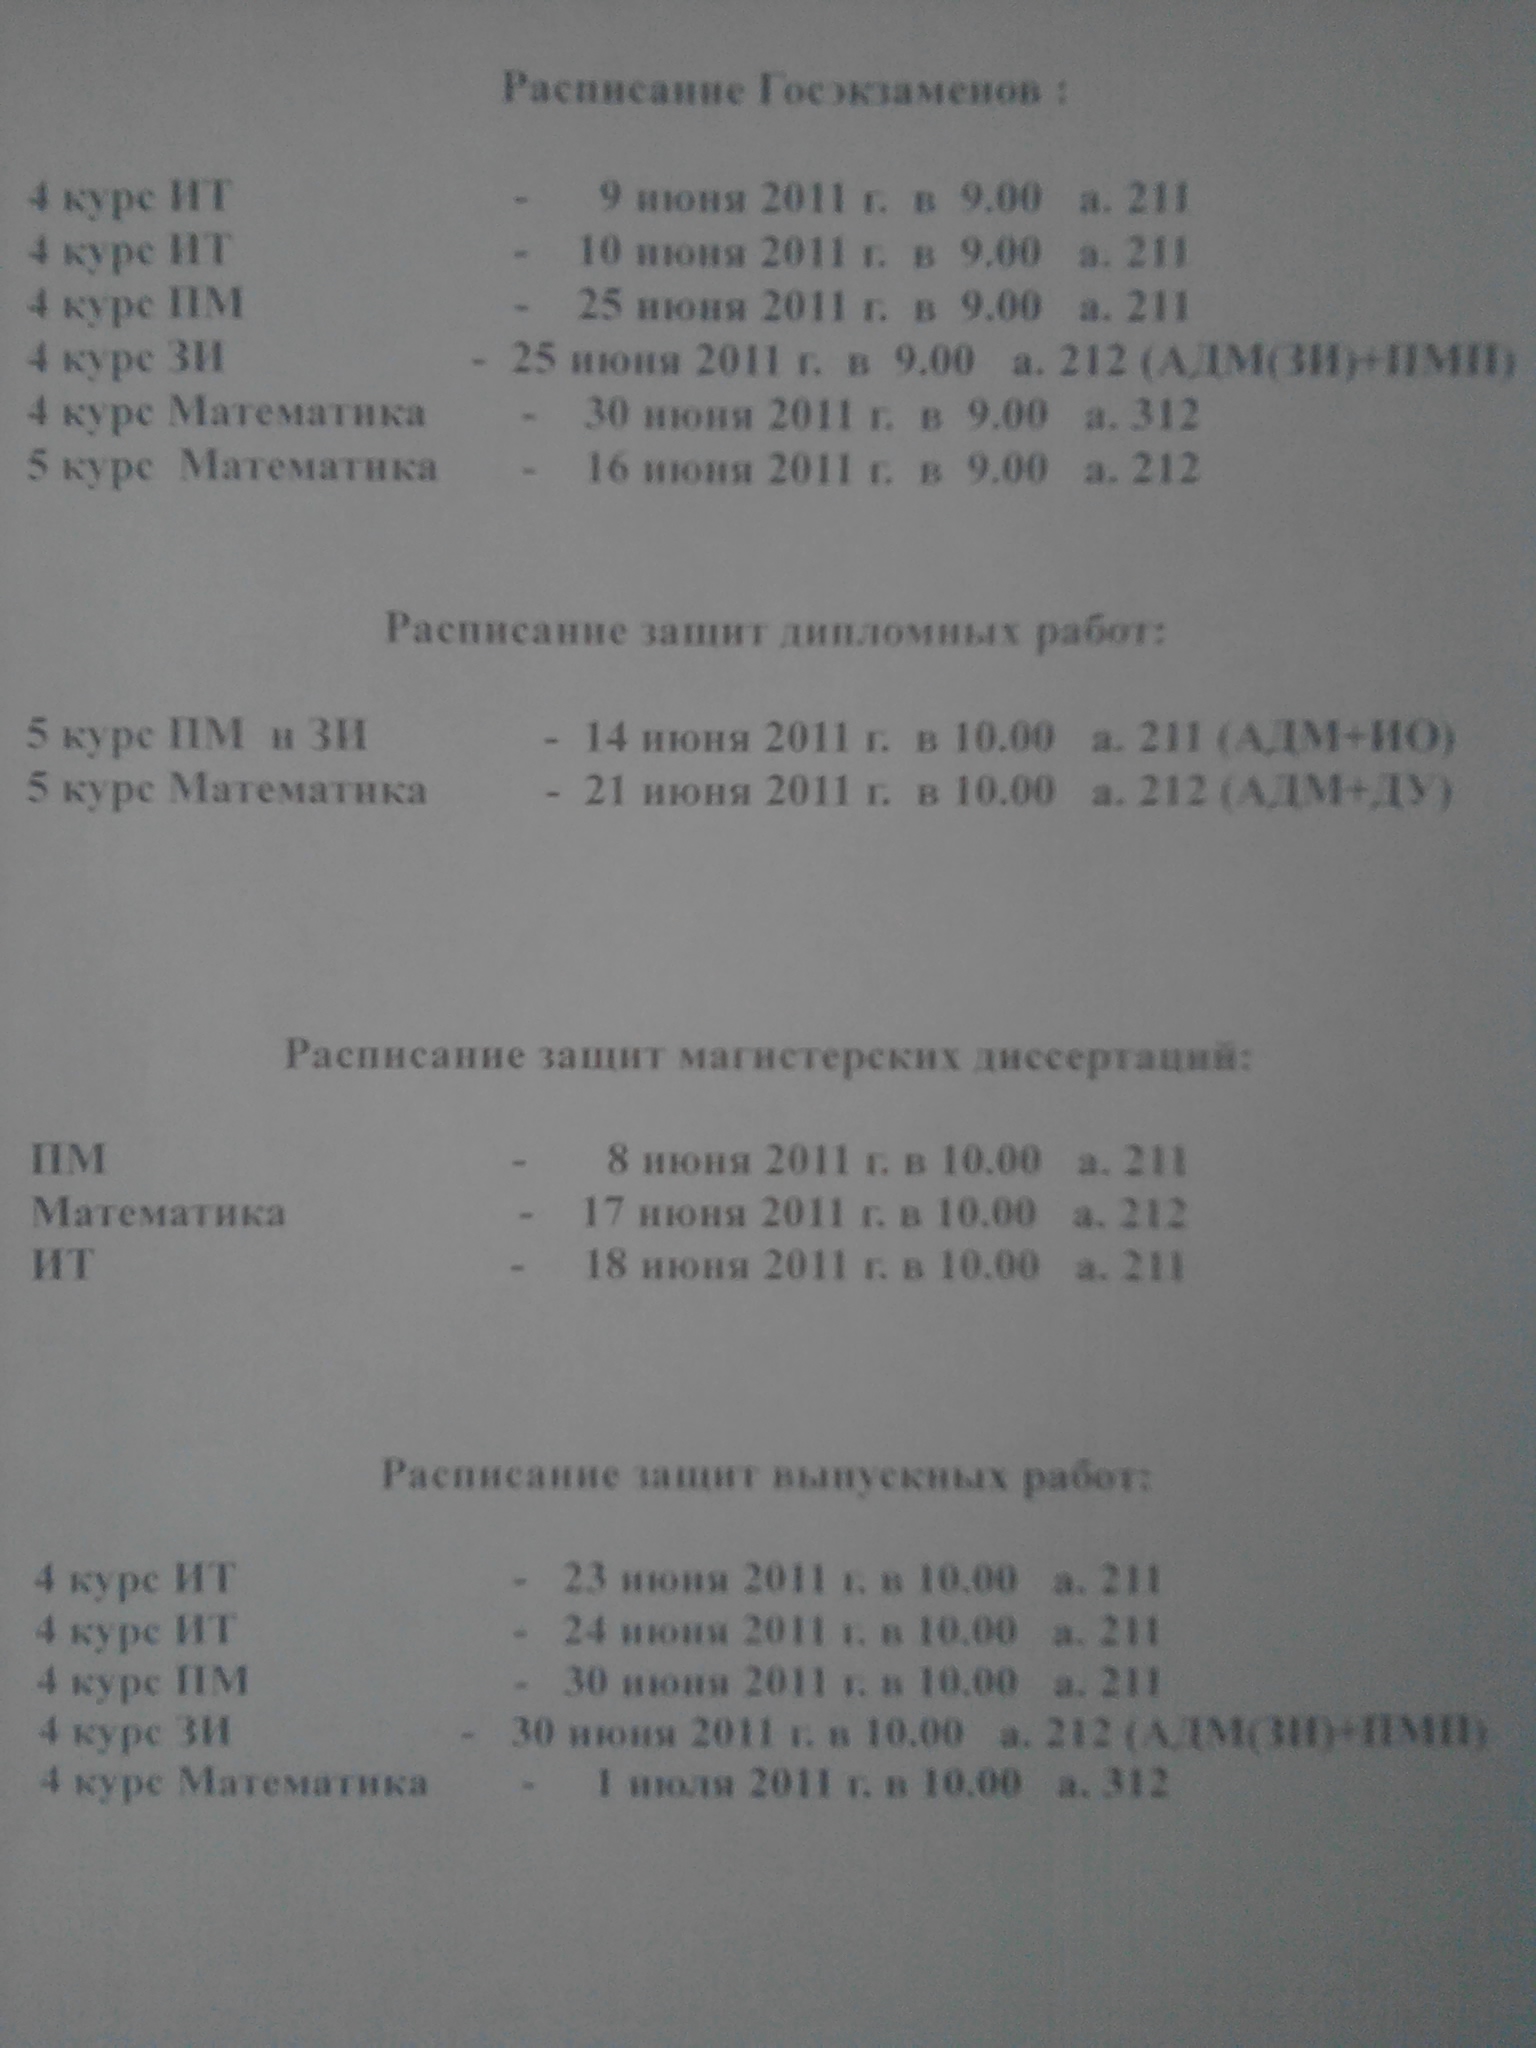 Расписание Госэкзаменов :
4 курс ИТ - 9 июня 2011 г. в 9.00 а. 211
4 курс ИТ - 10 июня 2011 г. в 9.00 а. 211
4 курс ПМ - 25 июня 2011 г. в 9.00 а. 211
4 курс ЗИ - 25 июня 2011 г. в 9.00 а. 212 (АДМ(ЗИ)+ПМП)
4 курс Математика - 30 июня 2011 г. в 9.00 а. 312
5 курс Математика - 16 июня 2011 г. в 9.00 а. 212
Расписание защит дипломных работ:
5 курс ПМ и ЗИ - 14 июня 2011 г. в 10.00 а. 211 (АДМ+ИО)
5 курс Математика - 21 июня 2011 г. в 10.00 а. 212 (АДМ+ДУ)
Расписание защит магистерских диссертаций:
ПМ - 8 июня 2011 г. в 10.00 а. 211
Математика - 17 июня 2011 г. в 10.00 а. 212
ИТ - 18 июня 2011 г. в 10.00 а. 211
Расписание защит выпускных работ:
4 курс ИТ - 23 июня 2011 г. в 10.00 а. 211
4 курс ИТ - 24 июня 2011 г. в 10.00 а. 211
4 курс ПМ - 30 июня 2011 г. в 10.00 а. 211
4 курс ЗИ - 30 июня 2011 г. в 10.00 а. 212 (АДМ(ЗИ)+ПМП)
4 курс Математика - 1 июля 2011 г. в 10.00 а. 312